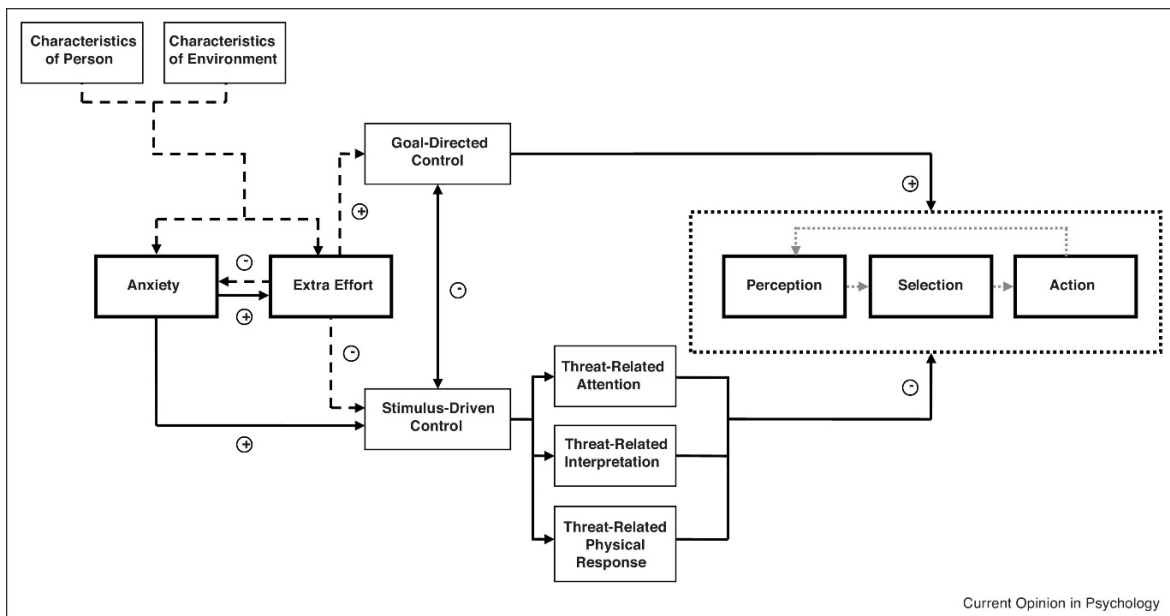 Characteristics
of Person
Characteristics
of Environment
Goal-Directed
Control
+
+
Anxiety
-
+
Extra Effort
-
-
Perception
Selection
Action
Threat-Related
Attention
-
Stimulus-Driven
Control
+
Threat-Related
Interpretation
Threat-Related
Physical
Response
Current Opinion in Psychology